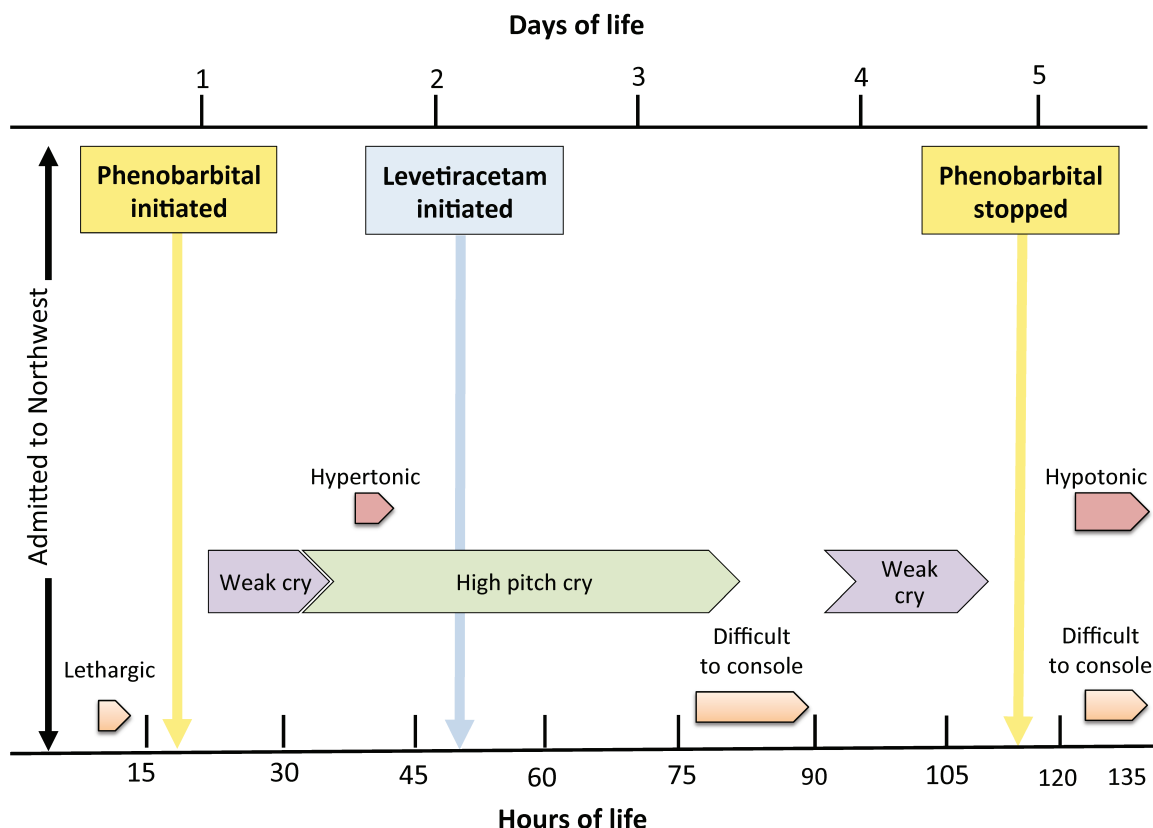 Days of life
1
2
3
4
5
Phenobarbital
initiated
Levetiracetam
initiated
Phenobarbital
stopped
Admitted to Northwest
Hypertonic
Hypotonic
Weak cry
High pitch cry
Weak
cry
Difficult
to console
Difficult
to console
Lethargic
15
30
45
60
75
90
105
120
135
Hours of life